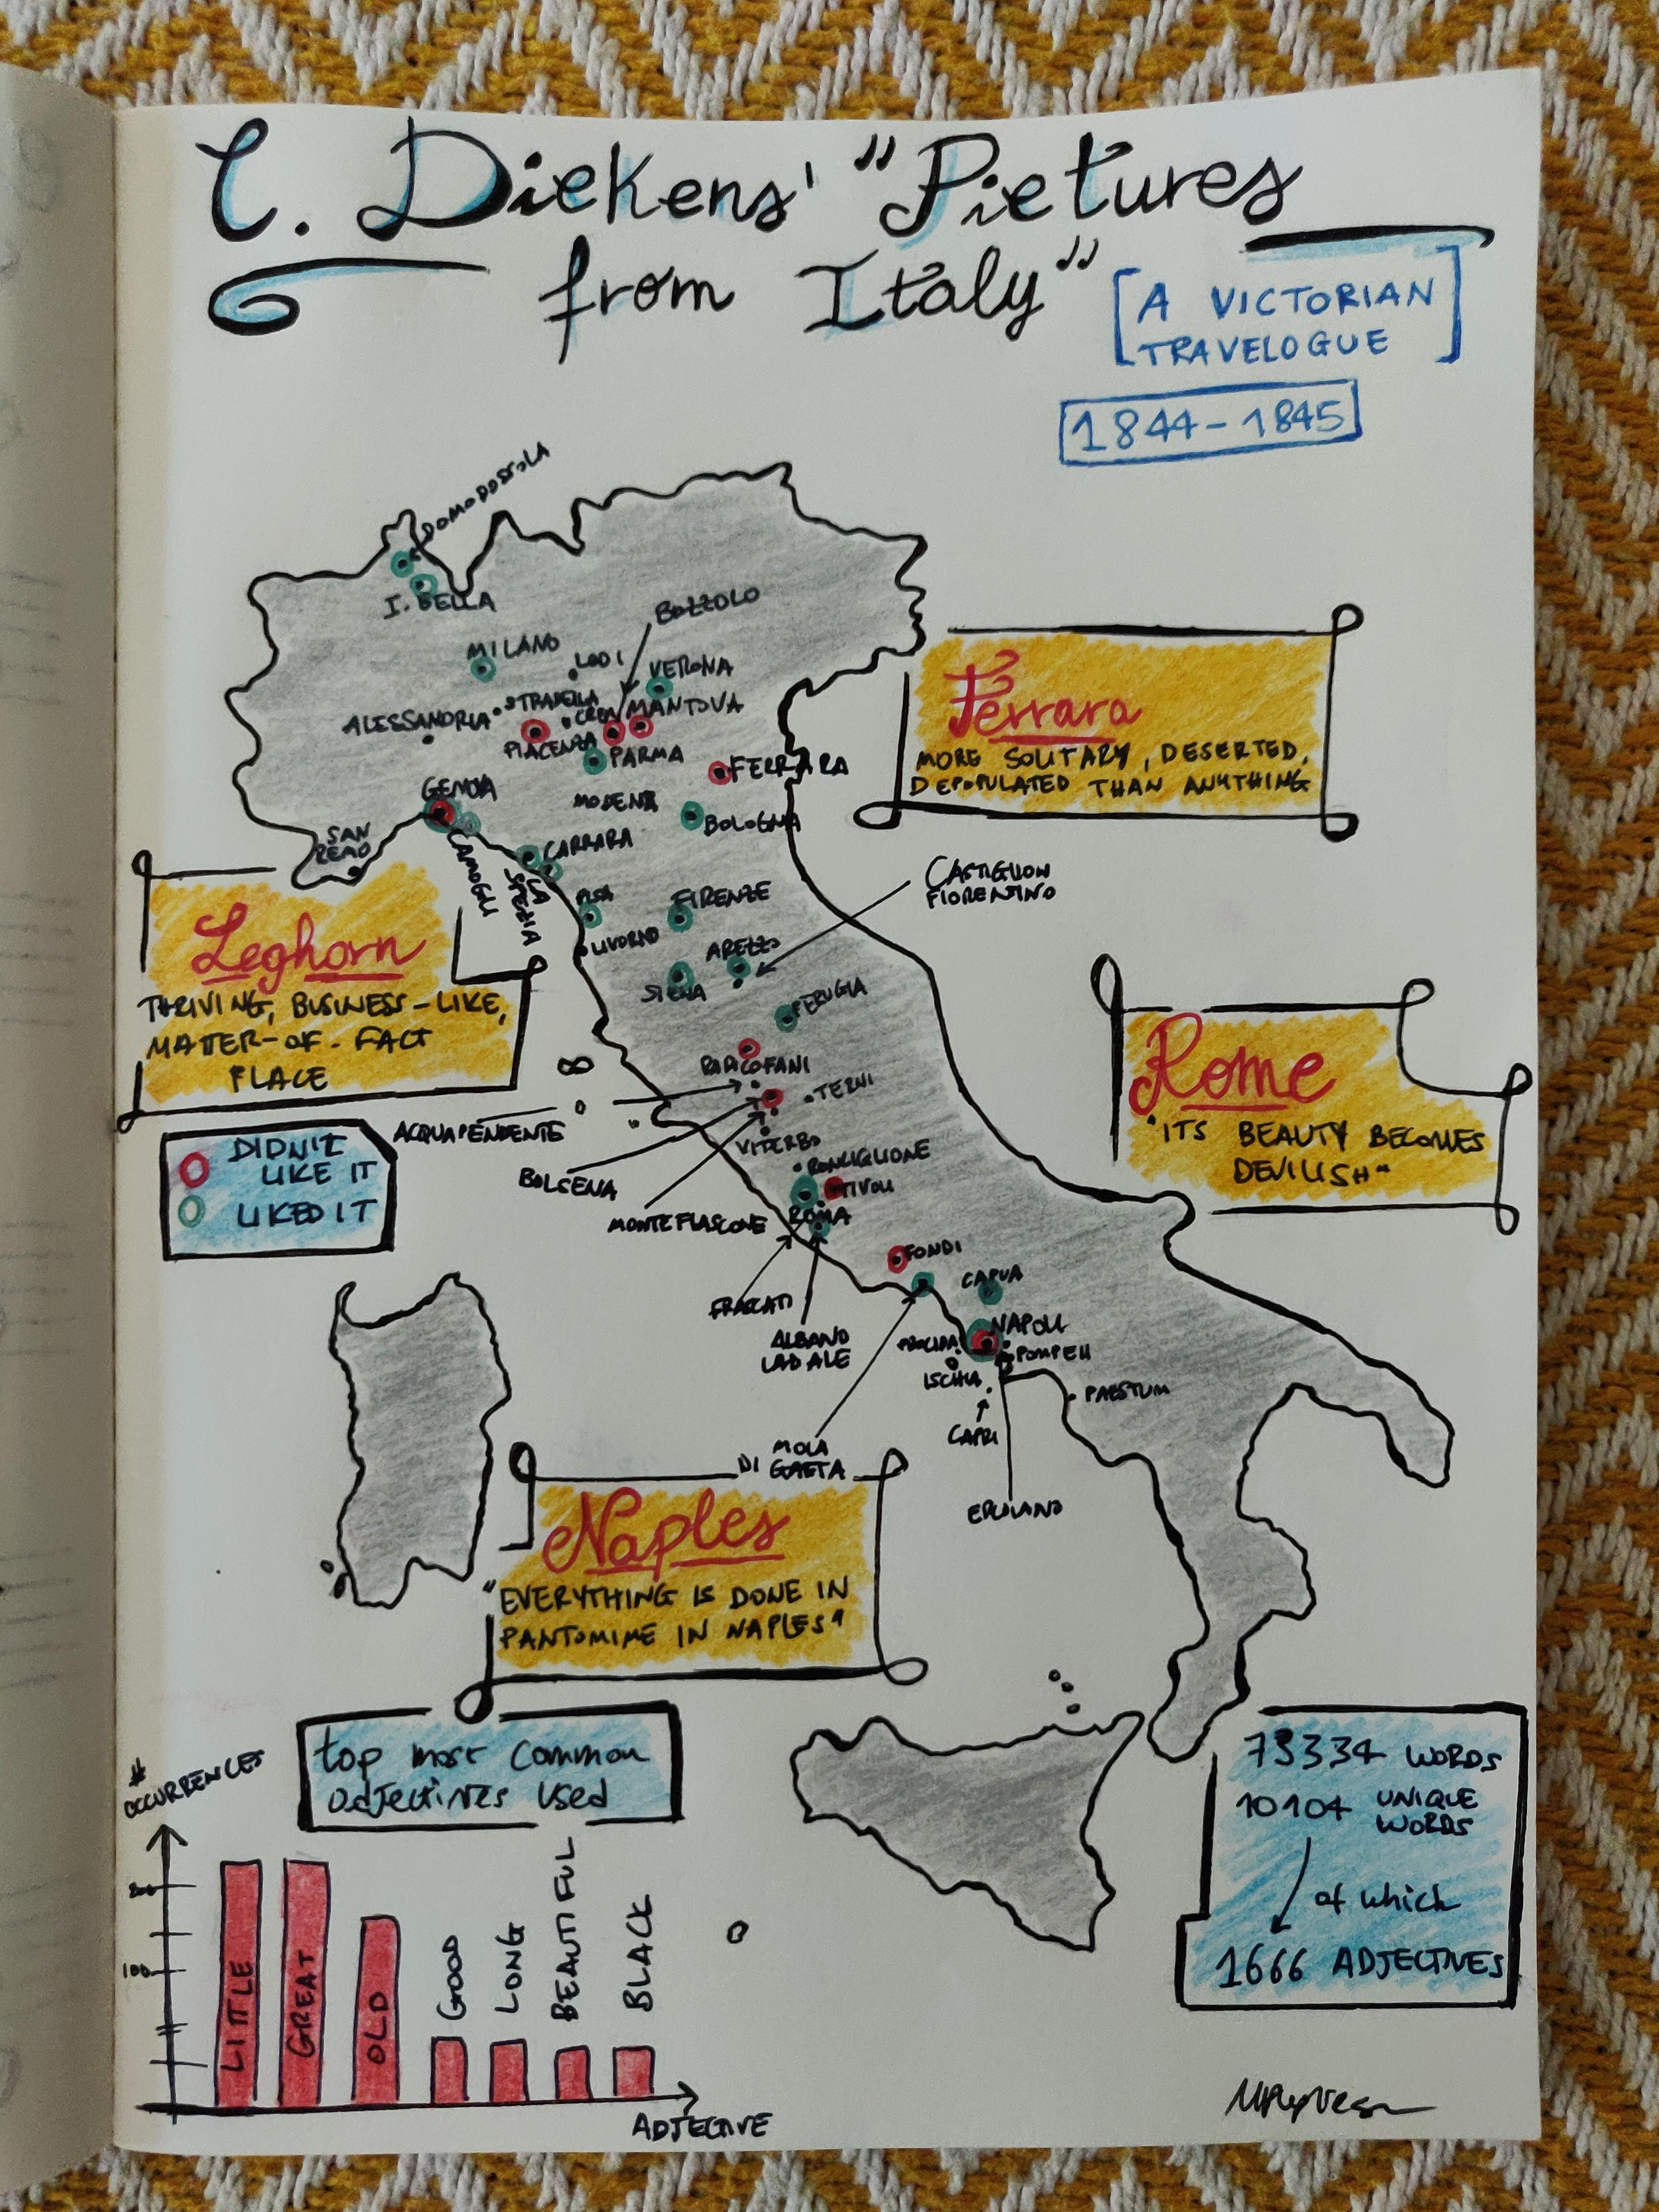 C. Dickens' "Pictures
from Italy"
[A VICTORIAN
TRAVELOGUE]
1844-1845
DOMODOSSOLA
I. BELLA
BOZZOLO
MILANO
LODI
VERONA
STRADELLA
CREM
MANTOVA
ALESSANDRIA
PIACENZA
PARMA
FERRARA
Ferrara
MORE SOLITARY, DESERTED,
DEPOPULATED THAN ANYTHING
GENOVA
MODENA
BOLOGNA
SAN
REMO
CAMOGLI
CARRARA
LA
SPEZIA
CASTIGLION
FIORENTINO
PISA
FIRENZE
LIVORNO
AREZZO
SIENA
PERUGIA
Leghorn
THRIVING, BUSINESS-LIKE,
MATTER-OF-FACT
PLACE
RADICOFANI
TERNI
ACQUAPENDENTE
VITERBO
BOLSENA
RONCIGLIONE
MONTEFIASCONE
TIVOLI
ROMA
Rome
"ITS BEAUTY BECOMES
DEVILISH"
DIDN'T
LIKE IT
LIKED IT
FONDI
CAPUA
FRASCATI
ALBANO
LAZIALE
NAPOLI
PROCIDA
POMPEII
ISCHIA
PAESTUM
CAPRI
MOLA
DI GAETA
ERCOLANO
Naples
"EVERYTHING IS DONE IN
PANTOMIME IN NAPLES"
top most common
adjectives used
# OCCURRENCES
200
100
LITTLE
GREAT
OLD
GOOD
LONG
BEAUTIFUL
BLACK
ADJECTIVE
73334 WORDS
10104 UNIQUE
WORDS
of which
1666 ADJECTIVES